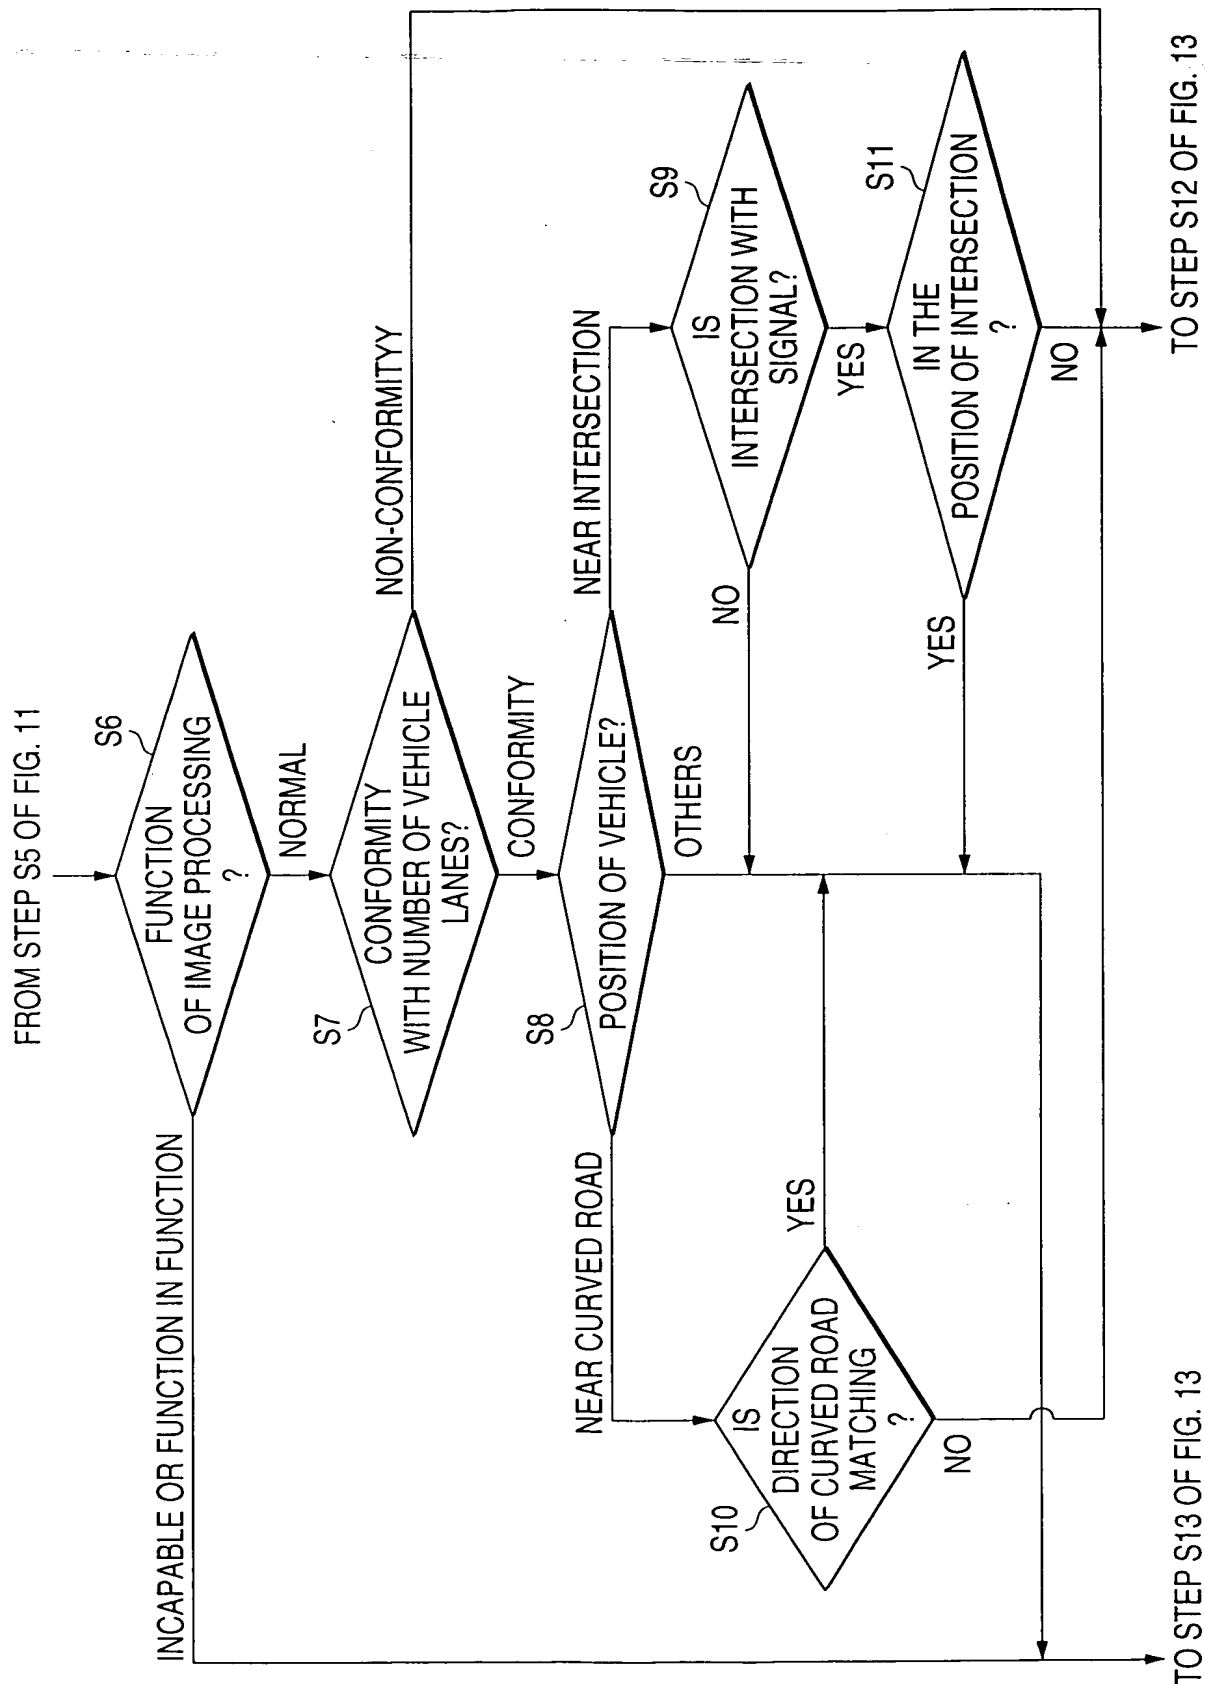 FROM STEP S5 OF FIG. 11
S6
FUNCTION
OF IMAGE PROCESSING
?
INCAPABLE OR FUNCTION IN FUNCTION
NORMAL
S7
CONFORMITY
WITH NUMBER OF VEHICLE
LANES?
NON-CONFORMITYY
CONFORMITY
S8
POSITION OF VEHICLE?
NEAR CURVED ROAD
NEAR INTERSECTION
OTHERS
S9
IS
INTERSECTION WITH
SIGNAL?
NO
YES
S10
IS
DIRECTION
OF CURVED ROAD
MATCHING
?
YES
NO
S11
IN THE
POSITION OF INTERSECTION
?
YES
NO
TO STEP S13 OF FIG. 13
TO STEP S12 OF FIG. 13